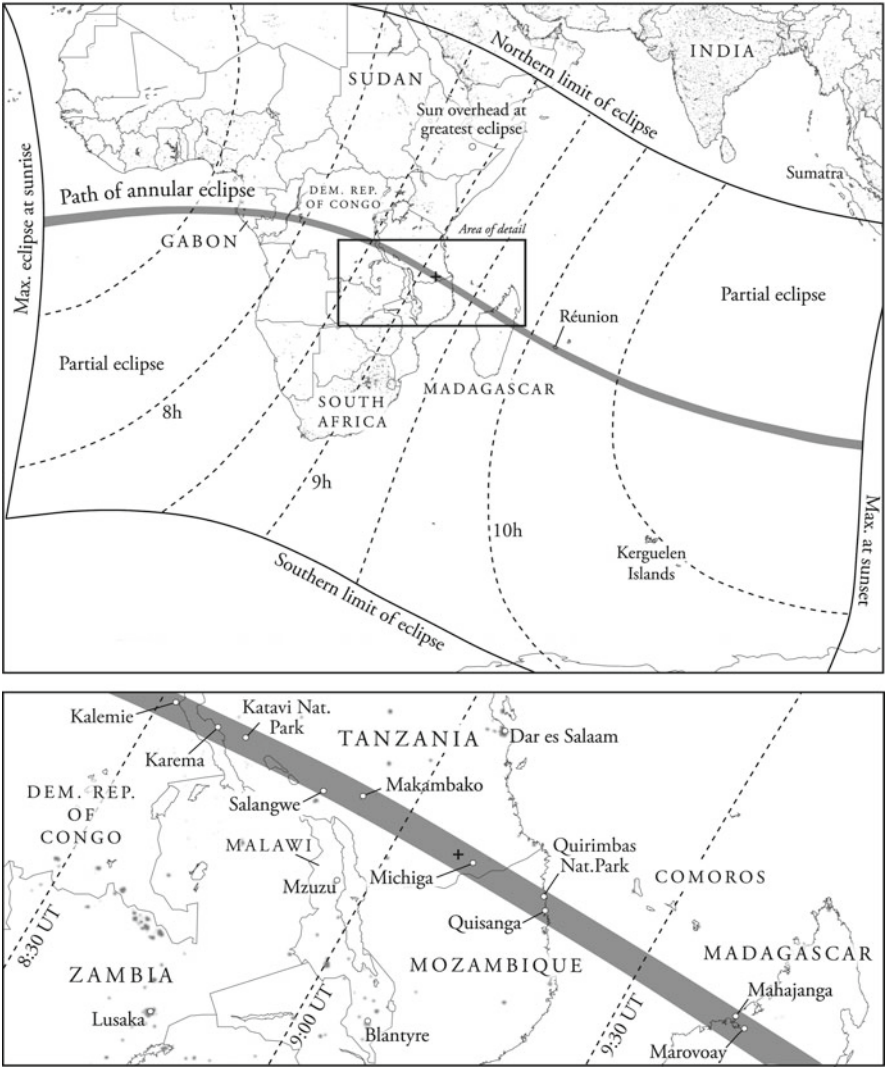 INDIA
SUDAN
Northern limit of eclipse
Sun overhead at
greatest eclipse
Max. eclipse at sunrise
Sumatra
Path of annular eclipse
DEM. REP.
OF CONGO
Area of detail
GABON
Partial eclipse
Réunion
Partial eclipse
MADAGASCAR
SOUTH
AFRICA
8h
9h
10h
Max. at sunset
Kerguelen
Islands
Southern limit of eclipse
Kalemie
Katavi Nat.
Park
TANZANIA
Dar es Salaam
Karema
Makambako
DEM. REP.
OF
CONGO
Salangwe
MALAWI
Quirimbas
Nat.Park
Michiga
COMOROS
Mzuzu
Quisanga
8:30 UT
MADAGASCAR
ZAMBIA
MOZAMBIQUE
Mahajanga
Lusaka
9:00 UT
9:30 UT
Blantyre
Marovoay